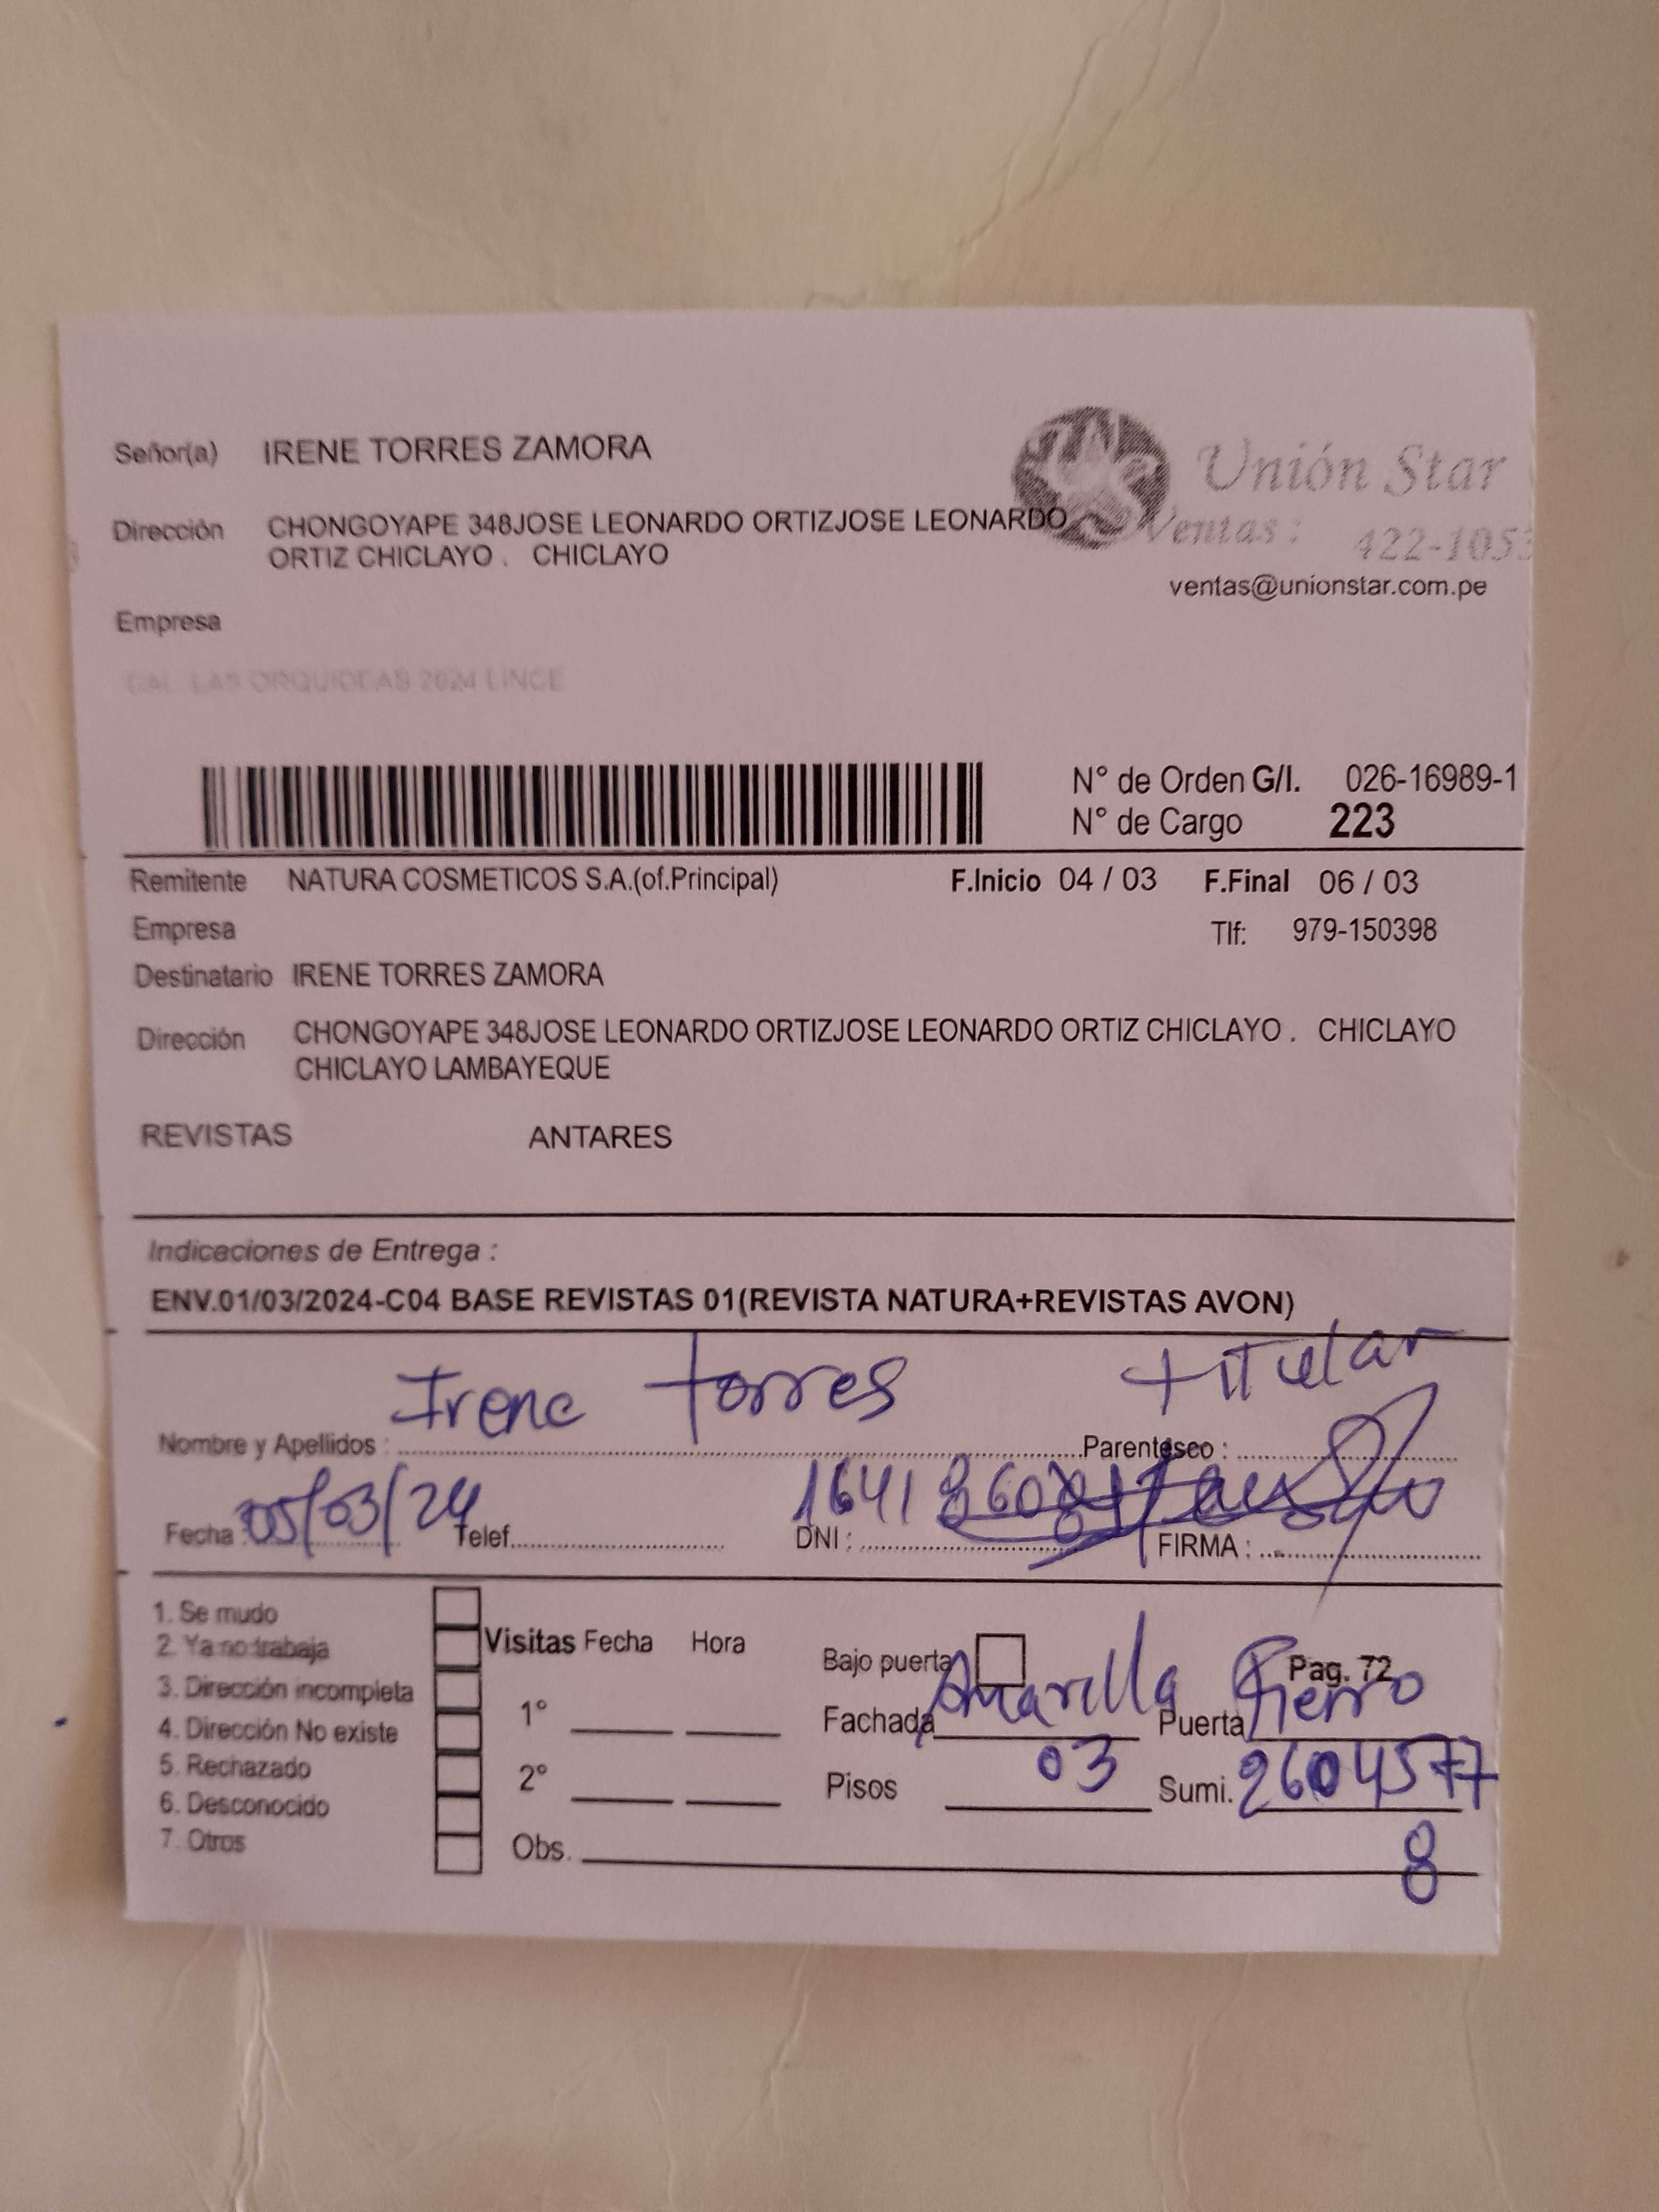 Señor(a) IRENE TORRES ZAMORA
Unión Star
Dirección CHONGOYAPE 348JOSE LEONARDO ORTIZJOSE LEONARDO
ORTIZ CHICLAYO . CHICLAYO
Ventas : 422-1053
ventas@unionstar.com.pe
Empresa
CAL. LAS ORQUIDEAS 2624 LINCE
N° de Orden G/I. 026-16989-1
N° de Cargo 223
Remitente NATURA COSMETICOS S.A.(of.Principal) F.Inicio 04 / 03 F.Final 06 / 03
Empresa Tlf: 979-150398
Destinatario IRENE TORRES ZAMORA
Dirección CHONGOYAPE 348JOSE LEONARDO ORTIZJOSE LEONARDO ORTIZ CHICLAYO . CHICLAYO
CHICLAYO LAMBAYEQUE
REVISTAS ANTARES
Indicaciones de Entrega :
ENV.01/03/2024-C04 BASE REVISTAS 01(REVISTA NATURA+REVISTAS AVON)
Nombre y Apellidos : Irene Torres Parentesco : titular
Fecha : 05/03/24 Telef. DNI : FIRMA :
1. Se mudo
2. Ya no trabaja
3. Dirección incompleta
4. Dirección No existe
5. Rechazado
6. Desconocido
7. Otros
Visitas Fecha Hora
1°
2°
Obs.
Bajo puerta Pag. 72
Fachada Amarilla Puerta Fierro
Pisos 03 Sumi. 2604577
8